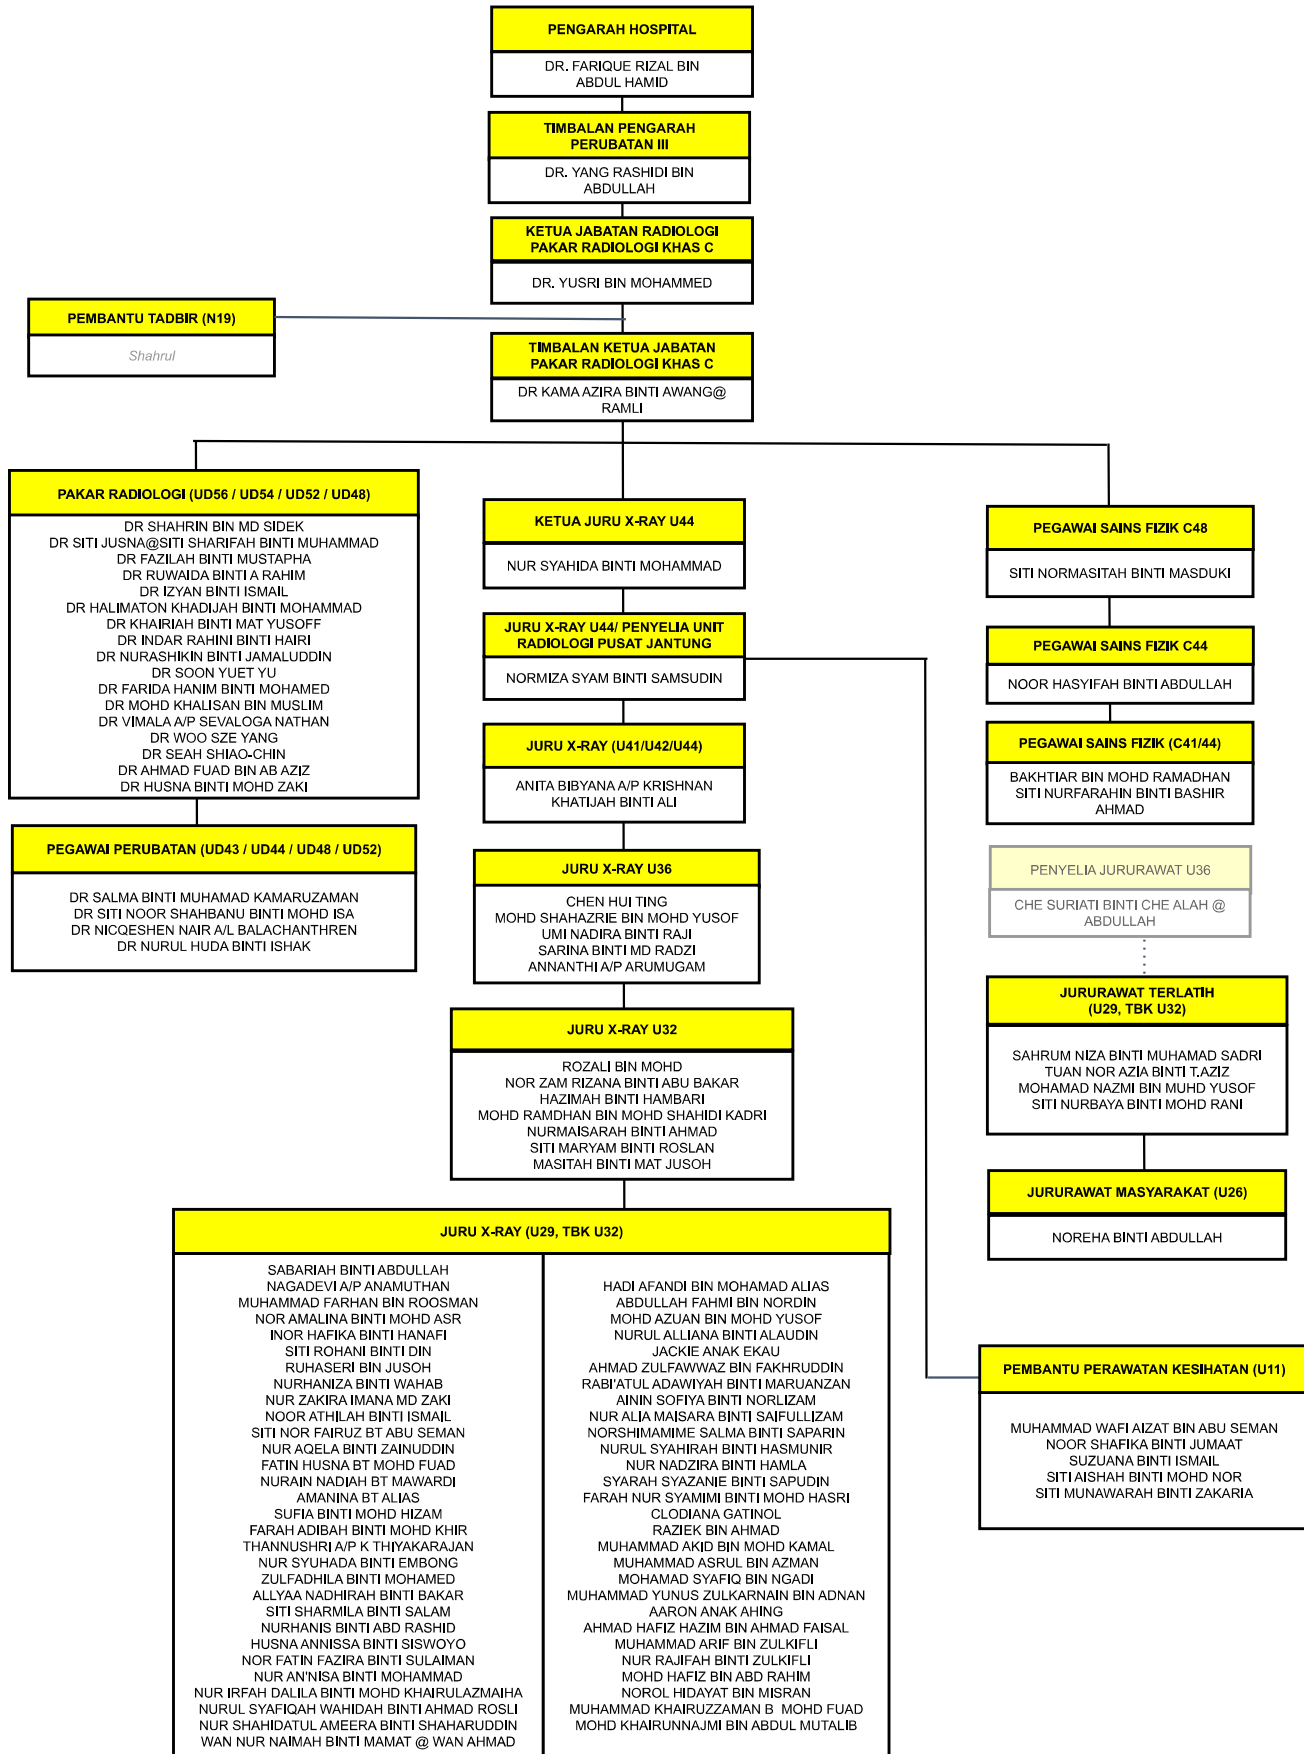 PENGARAH HOSPITAL
DR. FARIQUE RIZAL BIN
ABDUL HAMID
TIMBALAN PENGARAH
PERUBATAN III
DR. YANG RASHIDI BIN
ABDULLAH
KETUA JABATAN RADIOLOGI
PAKAR RADIOLOGI KHAS C
DR. YUSRI BIN MOHAMMED
PEMBANTU TADBIR (N19)
Shahrul
TIMBALAN KETUA JABATAN
PAKAR RADIOLOGI KHAS C
DR KAMA AZIRA BINTI AWANG@
RAMLI
PAKAR RADIOLOGI (UD56 / UD54 / UD52 / UD48)
DR SHAHRIN BIN MD SIDEK
DR SITI JUSNA@SITI SHARIFAH BINTI MUHAMMAD
DR FAZILAH BINTI MUSTAPHA
DR RUWAIDA BINTI A RAHIM
DR IZYAN BINTI ISMAIL
DR HALIMATON KHADIJAH BINTI MOHAMMAD
DR KHAIRIAH BINTI MAT YUSOFF
DR INDAR RAHINI BINTI HAIRI
DR NURASHIKIN BINTI JAMALUDDIN
DR SOON YUET YU
DR FARIDA HANIM BINTI MOHAMED
DR MOHD KHALISAN BIN MUSLIM
DR VIMALA A/P SEVALOGA NATHAN
DR WOO SZE YANG
DR SEAH SHIAO-CHIN
DR AHMAD FUAD BIN AB AZIZ
DR HUSNA BINTI MOHD ZAKI
PEGAWAI PERUBATAN (UD43 / UD44 / UD48 / UD52)
DR SALMA BINTI MUHAMAD KAMARUZAMAN
DR SITI NOOR SHAHBANU BINTI MOHD ISA
DR NICQESHEN NAIR A/L BALACHANTHREN
DR NURUL HUDA BINTI ISHAK
KETUA JURU X-RAY U44
NUR SYAHIDA BINTI MOHAMMAD
JURU X-RAY U44/ PENYELIA UNIT
RADIOLOGI PUSAT JANTUNG
NORMIZA SYAM BINTI SAMSUDIN
JURU X-RAY (U41/U42/U44)
ANITA BIBYANA A/P KRISHNAN
KHATIJAH BINTI ALI
JURU X-RAY U36
CHEN HUI TING
MOHD SHAHAZRIE BIN MOHD YUSOF
UMI NADIRA BINTI RAJI
SARINA BINTI MD RADZI
ANNANTHI A/P ARUMUGAM
JURU X-RAY U32
ROZALI BIN MOHD
NOR ZAM RIZANA BINTI ABU BAKAR
HAZIMAH BINTI HAMBARI
MOHD RAMDHAN BIN MOHD SHAHIDI KADRI
NURMAISARAH BINTI AHMAD
SITI MARYAM BINTI ROSLAN
MASITAH BINTI MAT JUSOH
PEGAWAI SAINS FIZIK C48
SITI NORMASITAH BINTI MASDUKI
PEGAWAI SAINS FIZIK C44
NOOR HASYIFAH BINTI ABDULLAH
PEGAWAI SAINS FIZIK (C41/44)
BAKHTIAR BIN MOHD RAMADHAN
SITI NURFARAHIN BINTI BASHIR
AHMAD
PENYELIA JURURAWAT U36
CHE SURIATI BINTI CHE ALAH @
ABDULLAH
JURURAWAT TERLATIH
(U29, TBK U32)
SAHRUM NIZA BINTI MUHAMAD SADRI
TUAN NOR AZIA BINTI T.AZIZ
MOHAMAD NAZMI BIN MUHD YUSOF
SITI NURBAYA BINTI MOHD RANI
JURURAWAT MASYARAKAT (U26)
NOREHA BINTI ABDULLAH
JURU X-RAY (U29, TBK U32)
SABARIAH BINTI ABDULLAH
NAGADEVI A/P ANAMUTHAN
MUHAMMAD FARHAN BIN ROOSMAN
NOR AMALINA BINTI MOHD ASR
INOR HAFIKA BINTI HANAFI
SITI ROHANI BINTI DIN
RUHASERI BIN JUSOH
NURHANIZA BINTI WAHAB
NUR ZAKIRA IMANA MD ZAKI
NOOR ATHILAH BINTI ISMAIL
SITI NOR FAIRUZ BT ABU SEMAN
NUR AQELA BINTI ZAINUDDIN
FATIN HUSNA BT MOHD FUAD
NURAIN NADIAH BT MAWARDI
AMANINA BT ALIAS
SUFIA BINTI MOHD HIZAM
FARAH ADIBAH BINTI MOHD KHIR
THANNUSHRI A/P K THIYAKARAJAN
NUR SYUHADA BINTI EMBONG
ZULFADHILA BINTI MOHAMED
ALLYAA NADHIRAH BINTI BAKAR
SITI SHARMILA BINTI SALAM
NURHANIS BINTI ABD RASHID
HUSNA ANNISSA BINTI SISWOYO
NOR FATIN FAZIRA BINTI SULAIMAN
NUR AN'NISA BINTI MOHAMMAD
NUR IRFAH DALILA BINTI MOHD KHAIRULAZMAIHA
NURUL SYAFIQAH WAHIDAH BINTI AHMAD ROSLI
NUR SHAHIDATUL AMEERA BINTI SHAHARUDDIN
WAN NUR NAIMAH BINTI MAMAT @ WAN AHMAD
HADI AFANDI BIN MOHAMAD ALIAS
ABDULLAH FAHMI BIN NORDIN
MOHD AZUAN BIN MOHD YUSOF
NURUL ALLIANA BINTI ALAUDIN
JACKIE ANAK EKAU
AHMAD ZULFAWWAZ BIN FAKHRUDDIN
RABI'ATUL ADAWIYAH BINTI MARUANZAN
AININ SOFIYA BINTI NORLIZAM
NUR ALIA MAISARA BINTI SAIFULLIZAM
NORSHIMAMIME SALMA BINTI SAPARIN
NURUL SYAHIRAH BINTI HASMUNIR
NUR NADZIRA BINTI HAMLA
SYARAH SYAZANIE BINTI SAPUDIN
FARAH NUR SYAMIMI BINTI MOHD HASRI
CLODIANA GATINOL
RAZIEK BIN AHMAD
MUHAMMAD AKID BIN MOHD KAMAL
MUHAMMAD ASRUL BIN AZMAN
MOHAMAD SYAFIQ BIN NGADI
MUHAMMAD YUNUS ZULKARNAIN BIN ADNAN
AARON ANAK AHING
AHMAD HAFIZ HAZIM BIN AHMAD FAISAL
MUHAMMAD ARIF BIN ZULKIFLI
NUR RAJIFAH BINTI ZULKIFLI
MOHD HAFIZ BIN ABD RAHIM
NOROL HIDAYAT BIN MISRAN
MUHAMMAD KHAIRUZZAMAN B MOHD FUAD
MOHD KHAIRUNNAJMI BIN ABDUL MUTALIB
PEMBANTU PERAWATAN KESIHATAN (U11)
MUHAMMAD WAFI AIZAT BIN ABU SEMAN
NOOR SHAFIKA BINTI JUMAAT
SUZUANA BINTI ISMAIL
SITI AISHAH BINTI MOHD NOR
SITI MUNAWARAH BINTI ZAKARIA